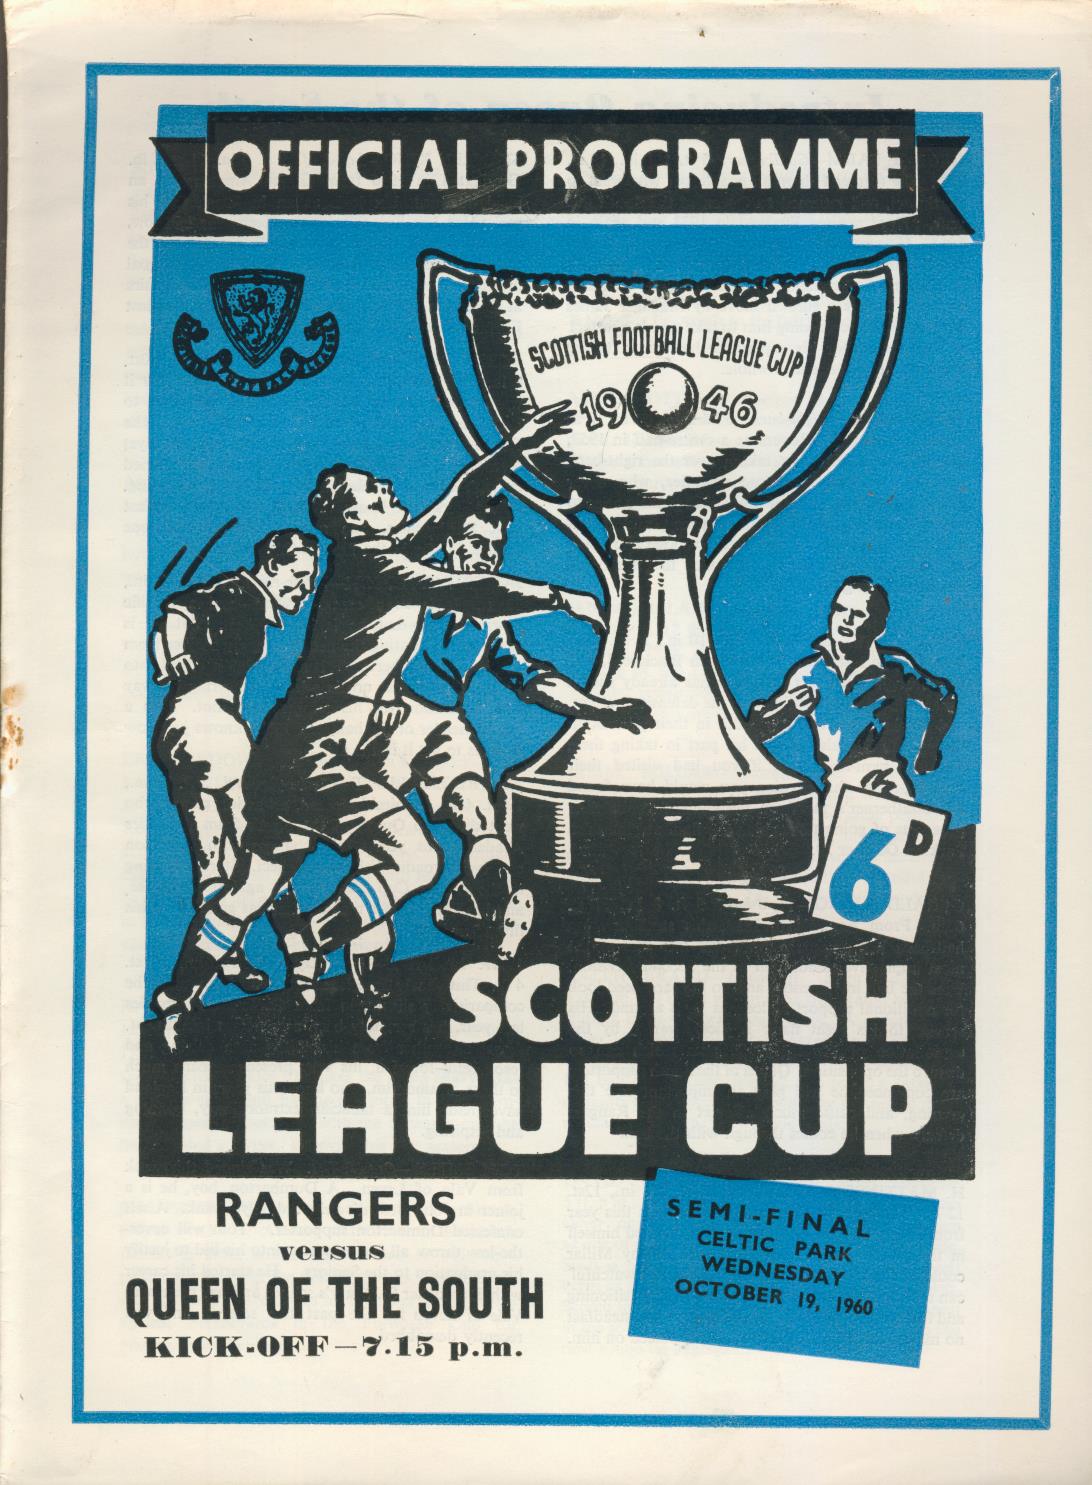 OFFICIAL PROGRAMME
SCOTTISH FOOTBALL LEAGUE CUP
1946
FOOTBALL
6D
SCOTTISH
LEAGUE CUP
RANGERS
versus
QUEEN OF THE SOUTH
KICK-OFF—7.15 p.m.
SEMI-FINAL
CELTIC PARK
WEDNESDAY
OCTOBER 19, 1960